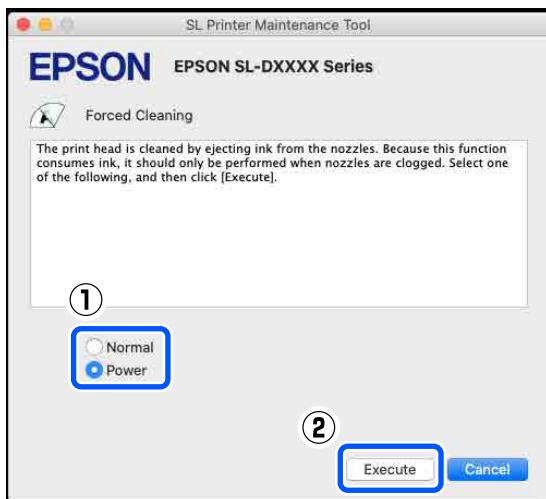 SL Printer Maintenance Tool
EPSON EPSON SL-DXXXX Series
Forced Cleaning
The print head is cleaned by ejecting ink from the nozzles. Because this function
consumes ink, it should only be performed when nozzles are clogged. Select one
of the following, and then click [Execute].
①
Normal
Power
②
Execute Cancel